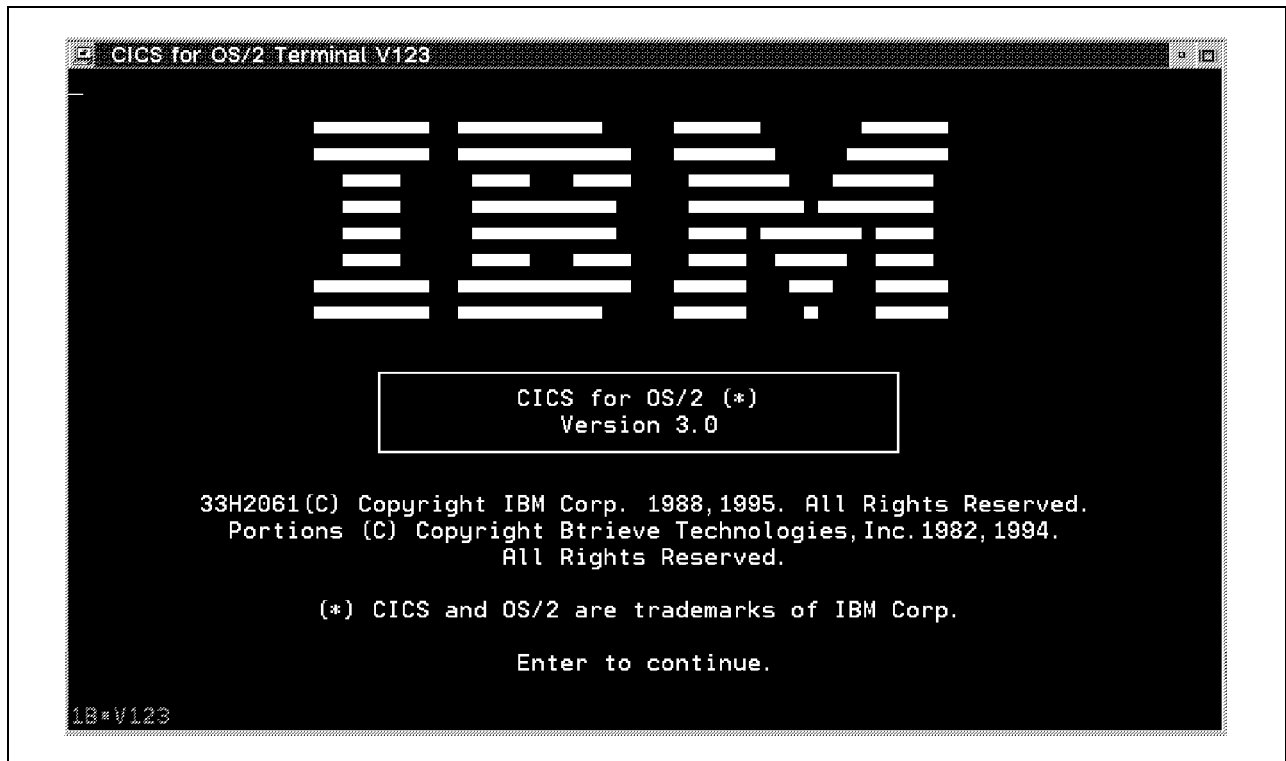 CICS for OS/2 Terminal V123
IBM
CICS for OS/2 (*)
Version 3.0
33H2061(C) Copyright IBM Corp. 1988,1995. All Rights Reserved.
Portions (C) Copyright Btrieve Technologies,Inc.1982,1994.
All Rights Reserved.
(*) CICS and OS/2 are trademarks of IBM Corp.
Enter to continue.
1B*V123